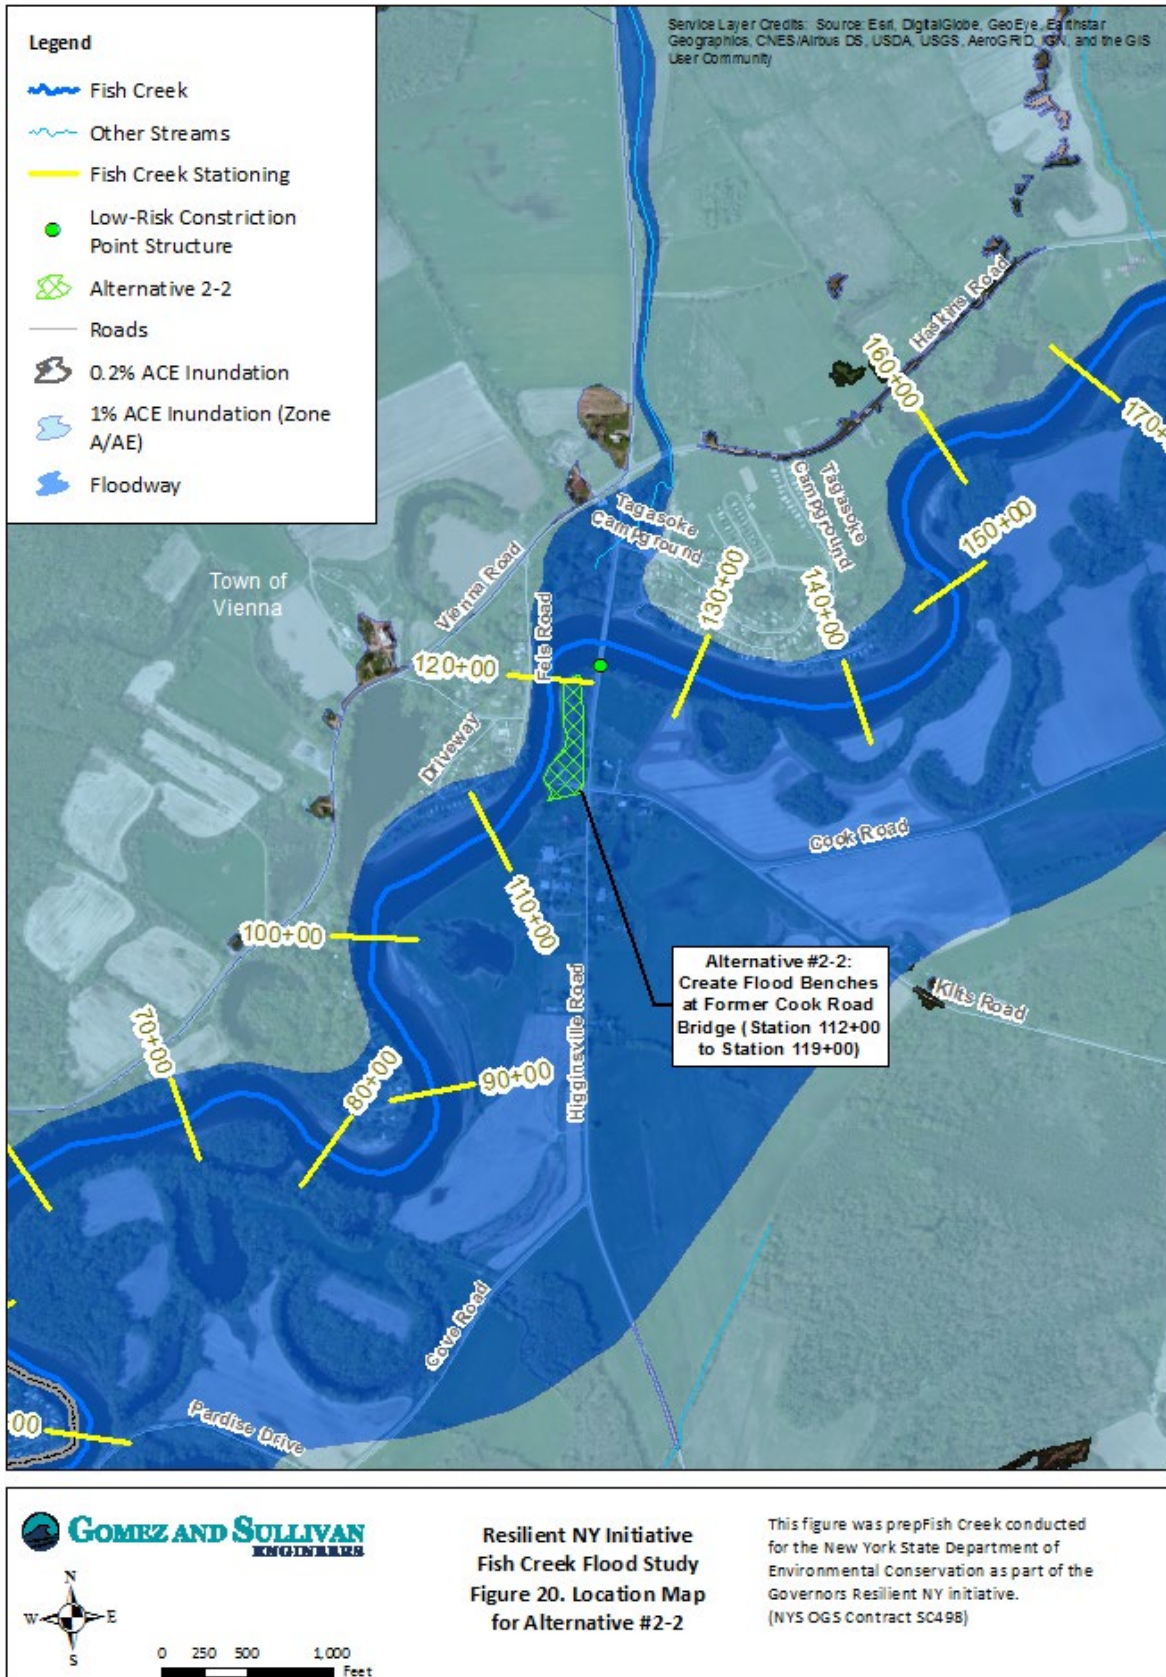 Service Layer Credits: Source: Esri, DigitalGlobe, GeoEye, Earthstar
Geographics, CNES/Airbus DS, USDA, USGS, AeroGRID, IGN, and the GIS
User Community
Legend
Fish Creek
Other Streams
Fish Creek Stationing
Low-Risk Constriction
Point Structure
Alternative 2-2
Roads
0.2% ACE Inundation
1% ACE Inundation (Zone
A/AE)
Floodway
Haskins Road
160+00
170+
Tagasoke
Campground
Tagasoke
Campground
150+00
130+00
140+00
Town of
Vienna
Vienna Road
Fels Road
120+00
Driveway
Cook Road
110+00
100+00
Alternative #2-2:
Create Flood Benches
at Former Cook Road
Bridge (Station 112+00
to Station 119+00)
Kilts Road
Higginsville Road
70+00
80+00
90+00
Cove Road
Pardise Drive
00
GOMEZ AND SULLIVAN
ENGINEERS
N
W
E
S
0 250 500 1,000
Feet
Resilient NY Initiative
Fish Creek Flood Study
Figure 20. Location Map
for Alternative #2-2
This figure was prepFish Creek conducted
for the New York State Department of
Environmental Conservation as part of the
Governors Resilient NY initiative.
(NYS OGS Contract SC498)